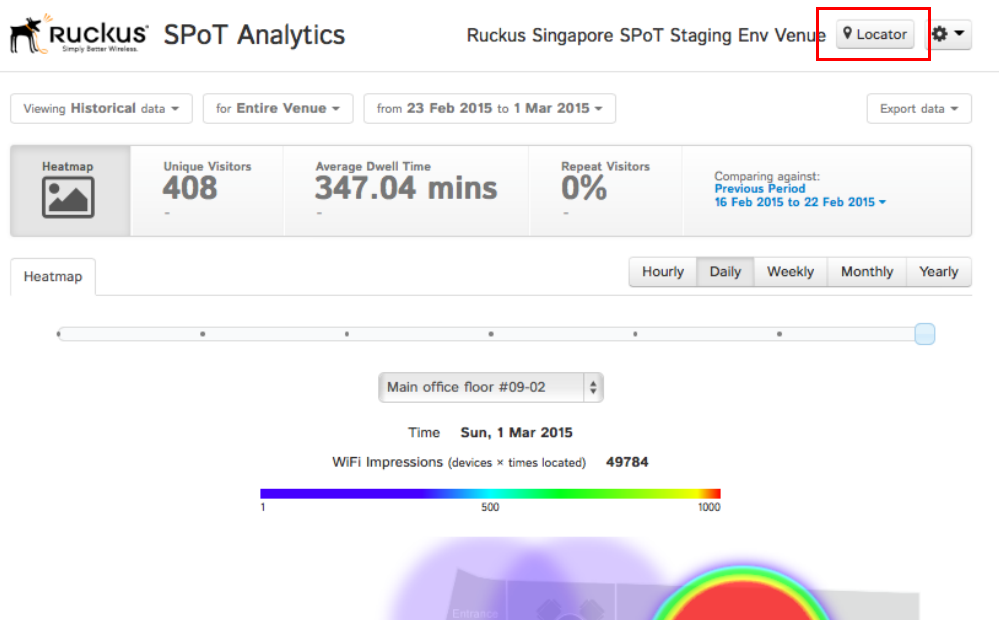 RUCKUS®
Simply Better Wireless.
SPoT Analytics
Ruckus Singapore SPoT Staging Env Venue
Locator
Viewing Historical data
for Entire Venue
from 23 Feb 2015 to 1 Mar 2015
Export data
Heatmap
Unique Visitors
408
-
Average Dwell Time
347.04 mins
-
Repeat Visitors
0%
-
Comparing against:
Previous Period
16 Feb 2015 to 22 Feb 2015
Heatmap
Hourly
Daily
Weekly
Monthly
Yearly
Main office floor #09-02
Time Sun, 1 Mar 2015
WiFi Impressions (devices × times located) 49784
1 500 1000
Entrance